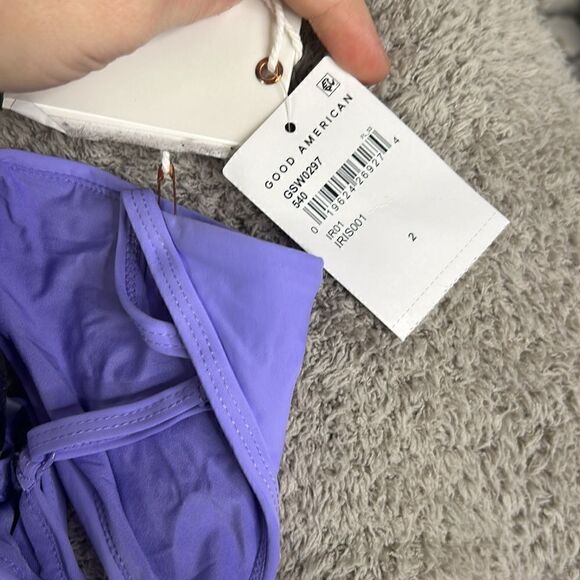 GOOD AMERICAN
GSW0297
540
0 19624 26927 4
IR01
IRIS001
2